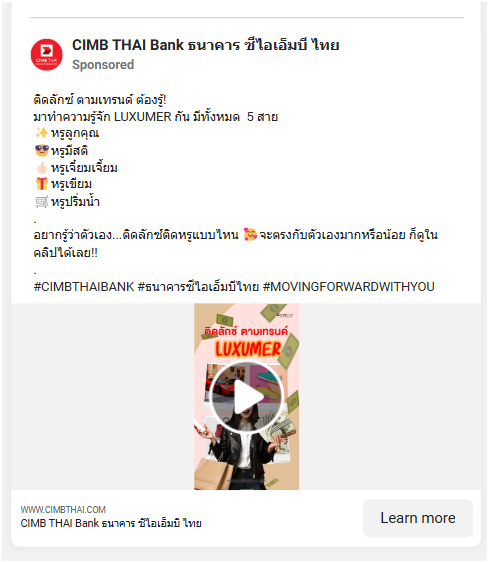 CIMB THAI Bank ธนาคาร ซีไอเอ็มบี ไทย
Sponsored
CIMB THAI
ติดลักซ์ ตามเทรนด์ ต้องรู้!
มาทำความรู้จัก LUXUMER กัน มีทั้งหมด 5 สาย
✨หรูลูกคุณ
😎หรูมีสติ
👌🏻หรูเจี๋ยมเจี้ยม
🎁หรูเขียม
🛒หรูปริ่มน้ำ
.
อยากรู้ว่าตัวเอง...ติดลักซ์ติดหรูแบบไหน 🥰จะตรงกับตัวเองมากหรือน้อย ก็ดูใน
คลิปได้เลย!!
.
#CIMBTHAIBANK #ธนาคารซีไอเอ็มบีไทย #MOVINGFORWARDWITHYOU
ติดลักซ์ ตามเทรนด์
LUXUMER
WWW.CIMBTHAI.COM
CIMB THAI Bank ธนาคาร ซีไอเอ็มบี ไทย
Learn more